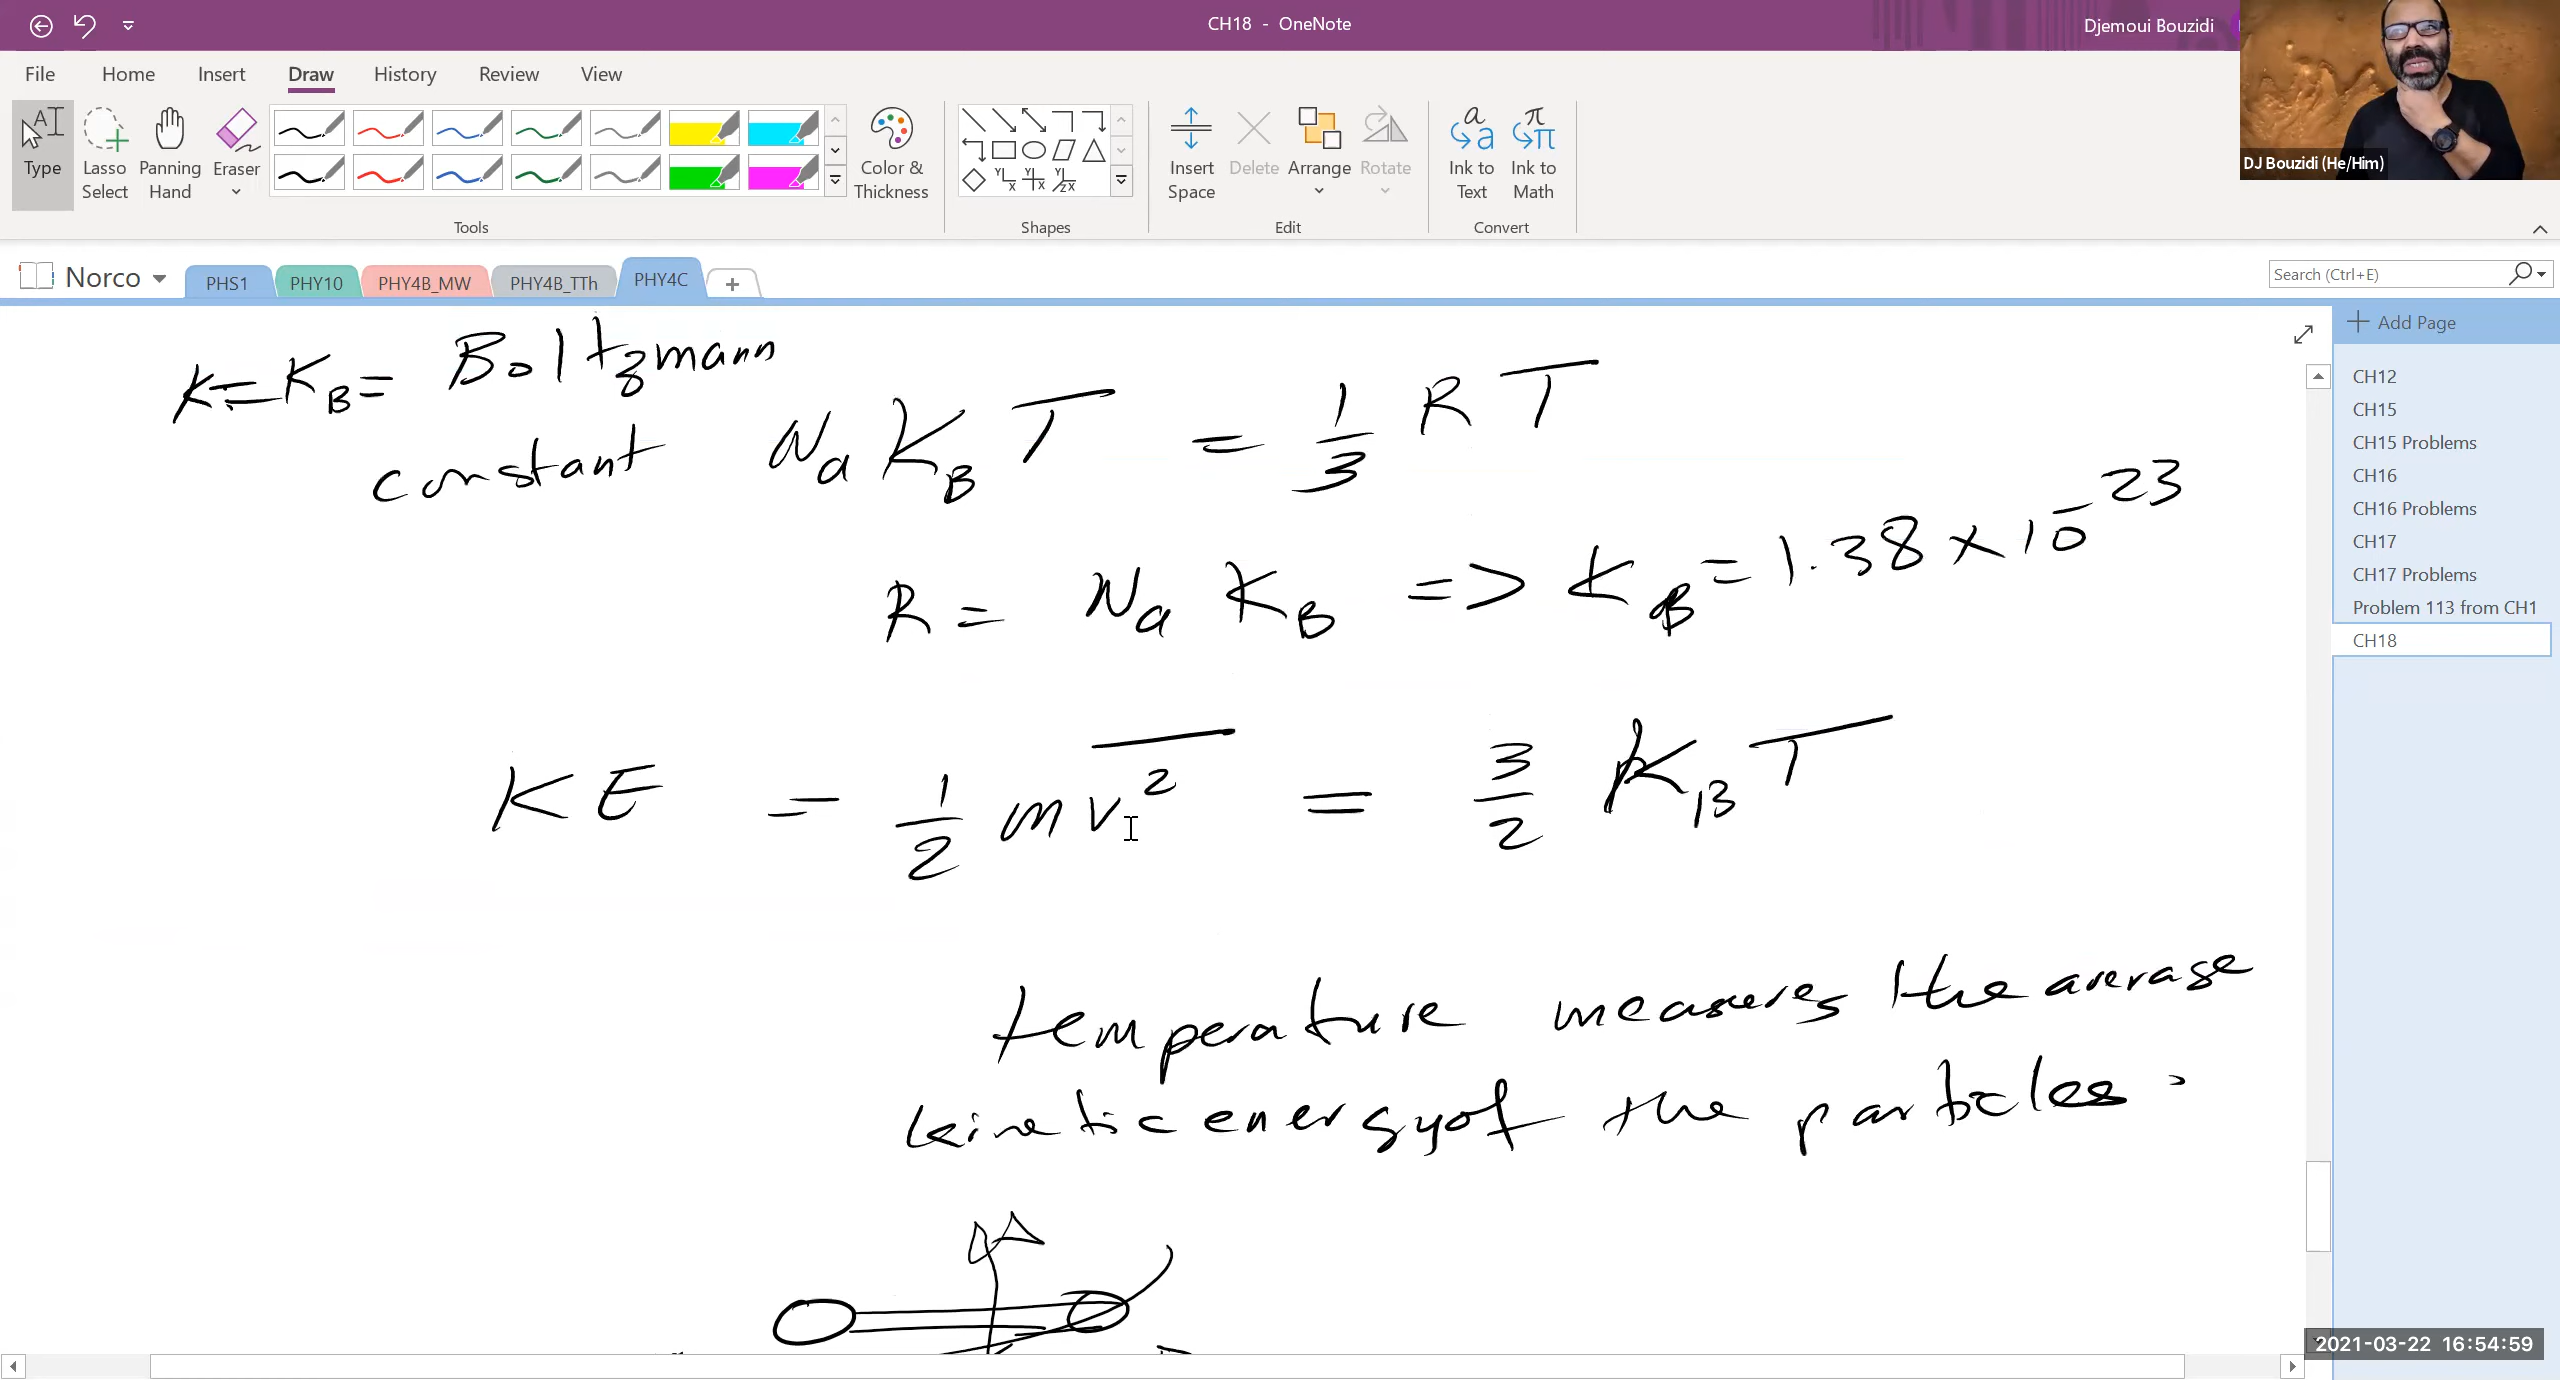 CH18 - OneNote
Djemoui Bouzidi
File Home Insert Draw History Review View
Type
Lasso Select
Panning Hand
Eraser
Color & Thickness
Insert Space
Delete
Arrange
Rotate
Ink to Text
Ink to Math
Tools Shapes Edit Convert
DJ Bouzidi (He/Him)
Norco PHS1 PHY10 PHY4B_MW PHY4B_TTh PHY4C +
Search (Ctrl+E)
Add Page
CH12
CH15
CH15 Problems
CH16
CH16 Problems
CH17
CH17 Problems
Problem 113 from CH1
CH18
K = K_B = Boltzmann
constant N_a K_B T = 1/3 R T
R = N_a K_B => K_B = 1.38 × 10^-23
KE = 1/2 m v^2 = 3/2 K_B T
temperature measures the average
kinetic energy of the particles.
2021-03-22 16:54:59